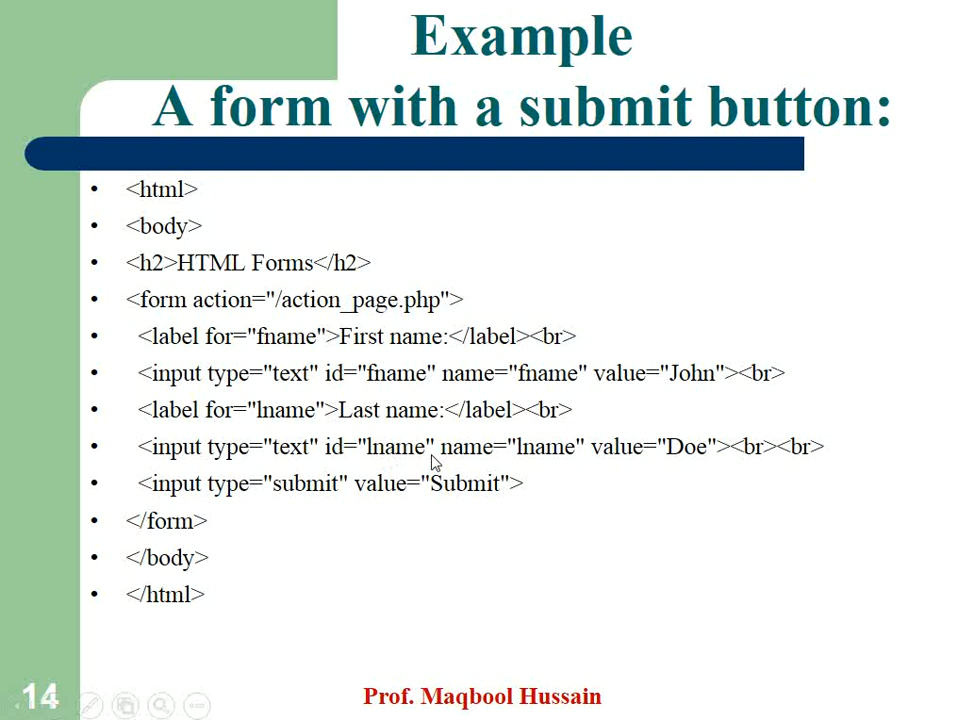 Example
A form with a submit button:
• <html>
• <body>
• <h2>HTML Forms</h2>
• <form action="/action_page.php">
• <label for="fname">First name:</label><br>
• <input type="text" id="fname" name="fname" value="John"><br>
• <label for="lname">Last name:</label><br>
• <input type="text" id="lname" name="lname" value="Doe"><br><br>
• <input type="submit" value="Submit">
• </form>
• </body>
• </html>
14
Prof. Maqbool Hussain